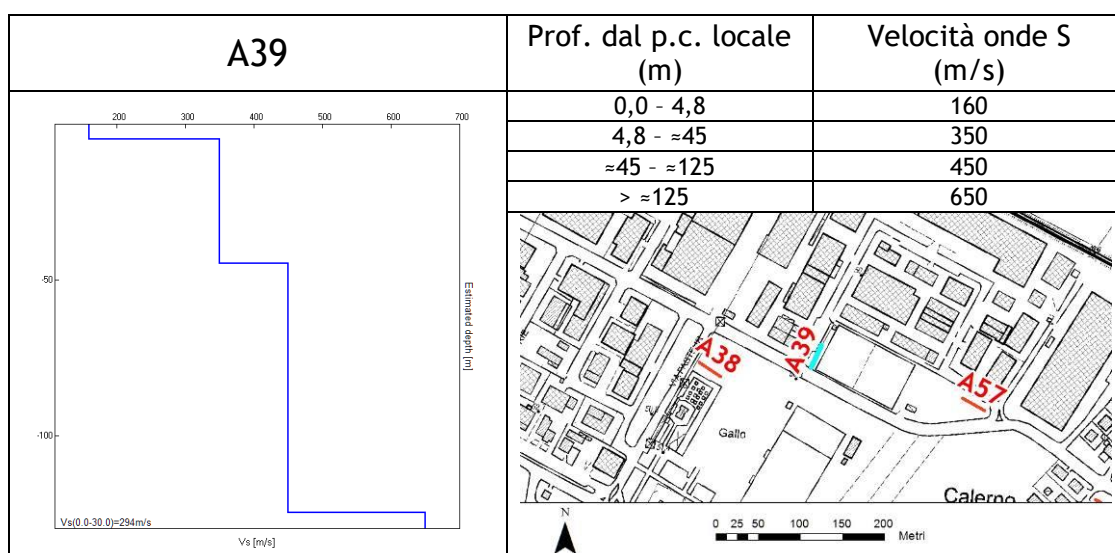 A39
Prof. dal p.c. locale
(m)
Velocità onde S
(m/s)
0,0 – 4,8
160
4,8 – ≈45
350
≈45 – ≈125
450
> ≈125
650
200 300 400 500 600 700
-50
-100
Estimated depth [m]
Vs(0.0-30.0)=294m/s
Vs [m/s]
A38
A39
A57
Gallo
Calerno
N
0 25 50 100 150 200
Metri